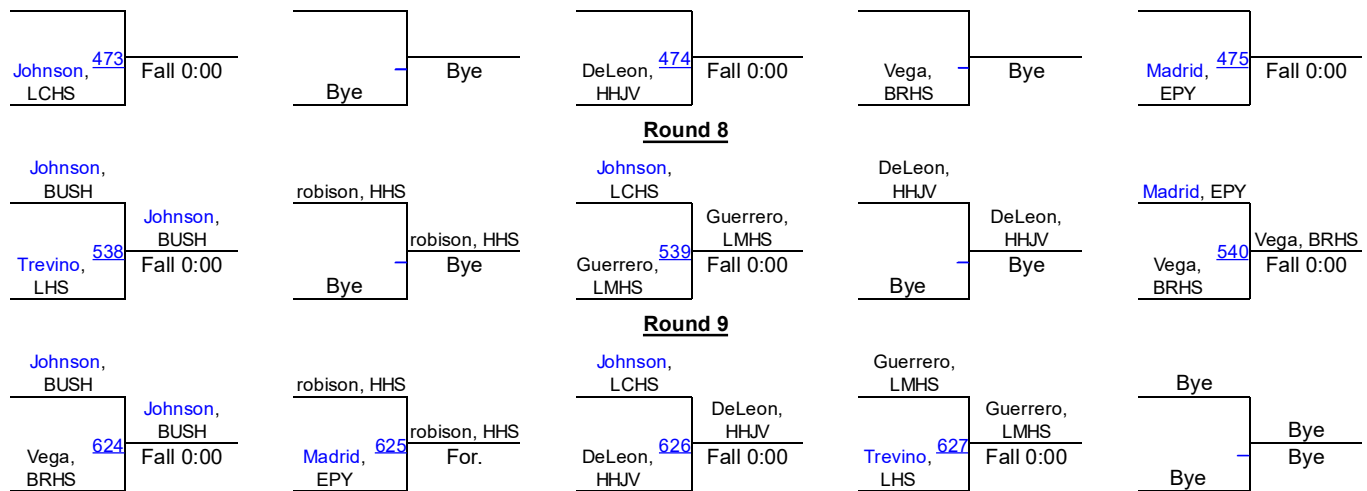 473
Johnson,
LCHS
Fall 0:00
Bye
Bye
474
DeLeon,
HHJV
Fall 0:00
Vega,
BRHS
Bye
475
Madrid,
EPY
Fall 0:00
Round 8
Johnson,
BUSH
538
Trevino,
LHS
Johnson,
BUSH
Fall 0:00
robison, HHS
Bye
robison, HHS
Bye
Johnson,
LCHS
539
Guerrero,
LMHS
Guerrero,
LMHS
Fall 0:00
DeLeon,
HHJV
Bye
DeLeon,
HHJV
Bye
Madrid, EPY
540
Vega,
BRHS
Vega, BRHS
Fall 0:00
Round 9
Johnson,
BUSH
624
Vega,
BRHS
Johnson,
BUSH
Fall 0:00
robison, HHS
625
Madrid,
EPY
robison, HHS
For.
Johnson,
LCHS
626
DeLeon,
HHJV
DeLeon,
HHJV
Fall 0:00
Guerrero,
LMHS
627
Trevino,
LHS
Guerrero,
LMHS
Fall 0:00
Bye
Bye
Bye
Bye